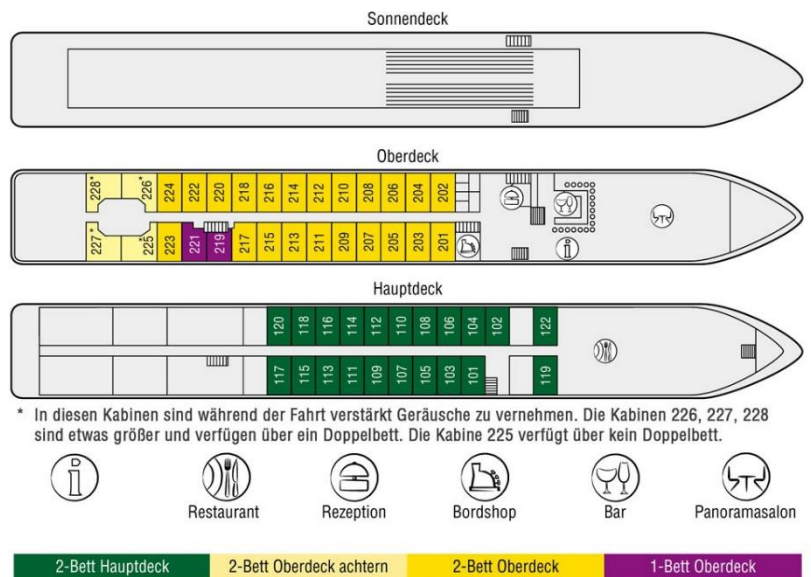 Sonnendeck
Oberdeck
228* 226* 224 222 220 218 216 214 212 210 208 206 204 202
227* 225* 223 221 219 217 215 213 211 209 207 205 203 201
Hauptdeck
120 118 116 114 112 110 108 106 104 102 122
117 115 113 111 109 107 105 103 101 119
* In diesen Kabinen sind während der Fahrt verstärkt Geräusche zu vernehmen. Die Kabinen 226, 227, 228
sind etwas größer und verfügen über ein Doppelbett. Die Kabine 225 verfügt über kein Doppelbett.
Restaurant Rezeption Bordshop Bar Panoramasalon
2-Bett Hauptdeck 2-Bett Oberdeck achtern 2-Bett Oberdeck 1-Bett Oberdeck